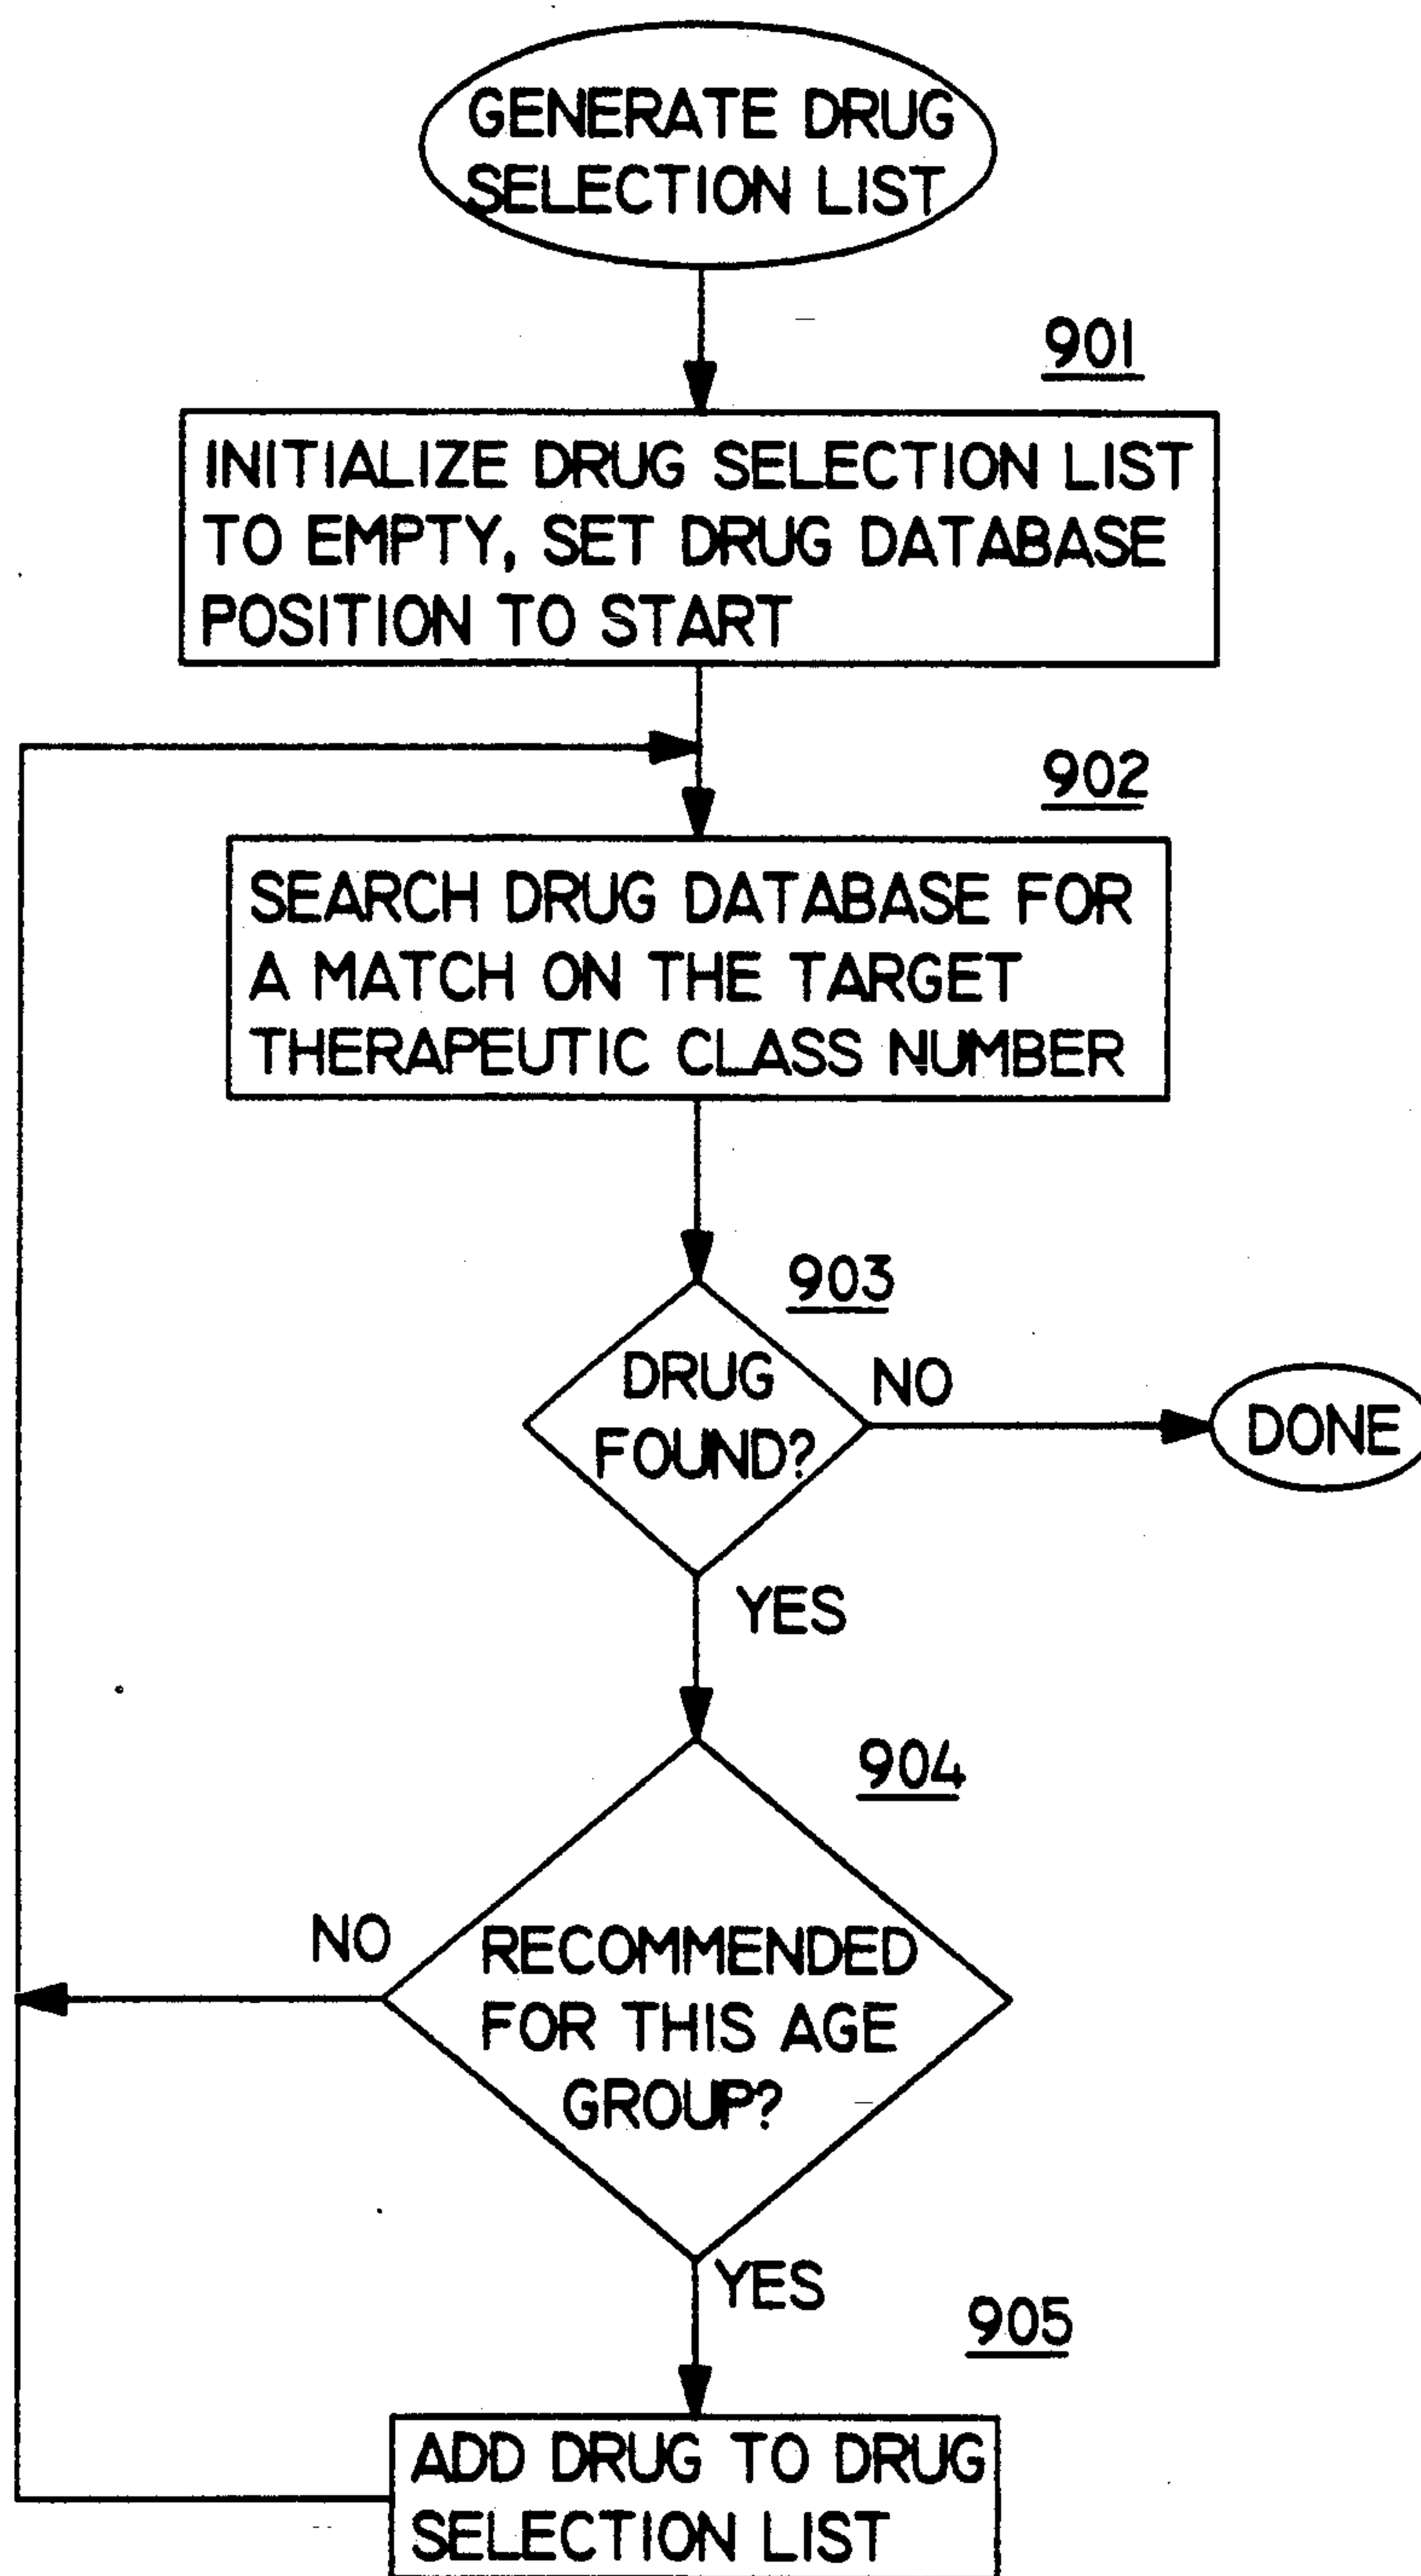 GENERATE DRUG
SELECTION LIST
901
INITIALIZE DRUG SELECTION LIST
TO EMPTY, SET DRUG DATABASE
POSITION TO START
902
SEARCH DRUG DATABASE FOR
A MATCH ON THE TARGET
THERAPEUTIC CLASS NUMBER
903
DRUG
FOUND?
NO
DONE
YES
904
NO
RECOMMENDED
FOR THIS AGE
GROUP?
YES
905
ADD DRUG TO DRUG
SELECTION LIST